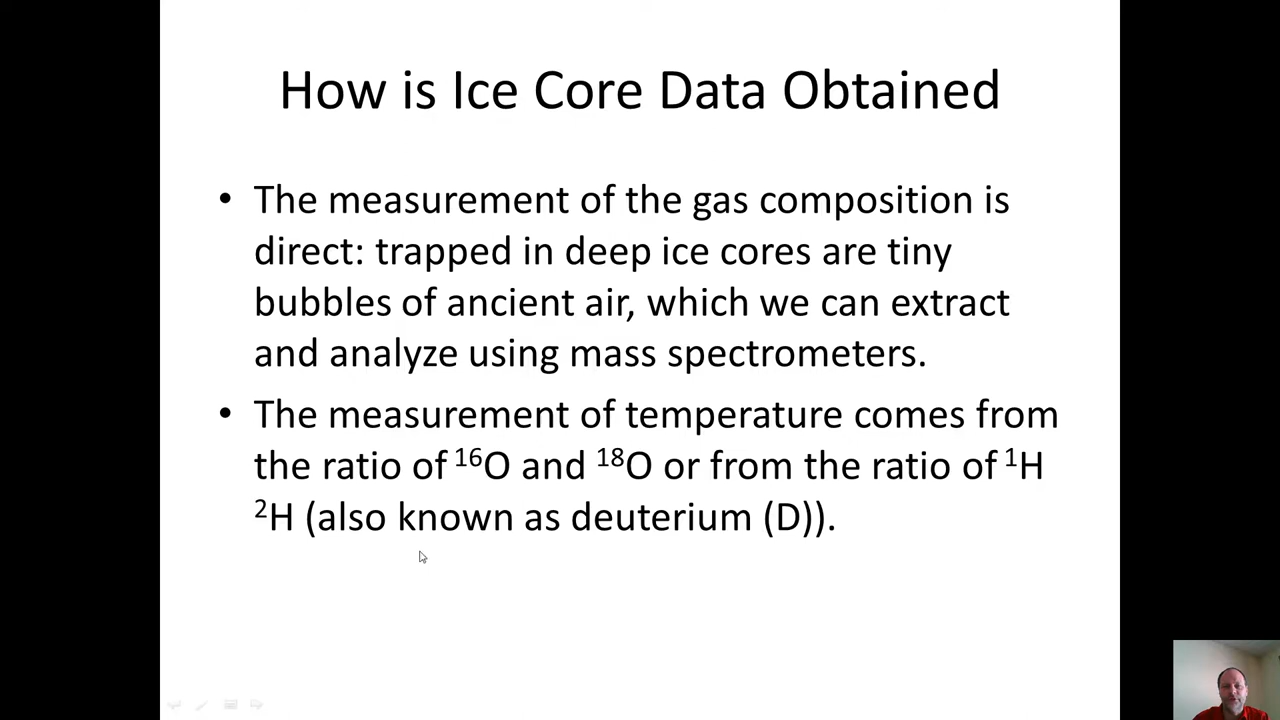 How is Ice Core Data Obtained
• The measurement of the gas composition is
direct: trapped in deep ice cores are tiny
bubbles of ancient air, which we can extract
and analyze using mass spectrometers.
• The measurement of temperature comes from
the ratio of ¹⁶O and ¹⁸O or from the ratio of ¹H
²H (also known as deuterium (D)).